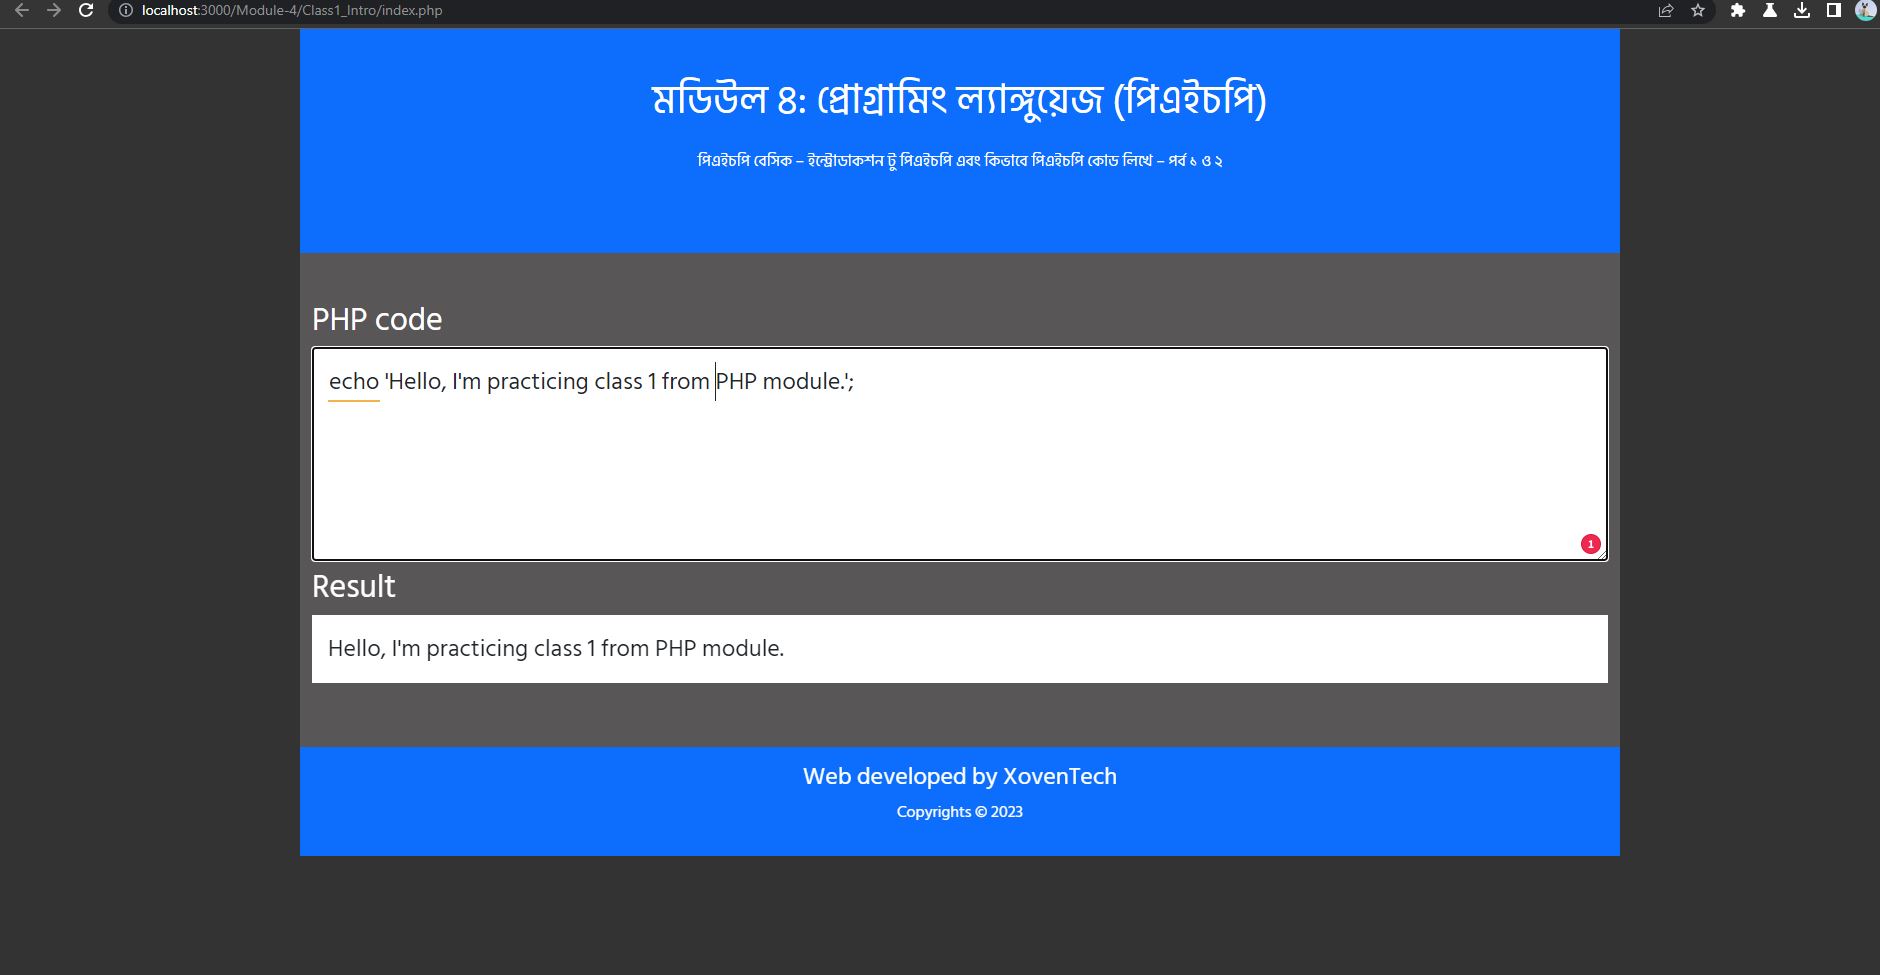 localhost:3000/Module-4/Class1_Intro/index.php
মডিউল ৪: প্রোগ্রামিং ল্যাঙ্গুয়েজ (পিএইচপি)
পিএইচপি বেসিক – ইন্ট্রোডাকশন টু পিএইচপি এবং কিভাবে পিএইচপি কোড লিখে – পর্ব ১ ও ২
PHP code
echo 'Hello, I'm practicing class 1 from PHP module.';
1
Result
Hello, I'm practicing class 1 from PHP module.
Web developed by XovenTech
Copyrights © 2023